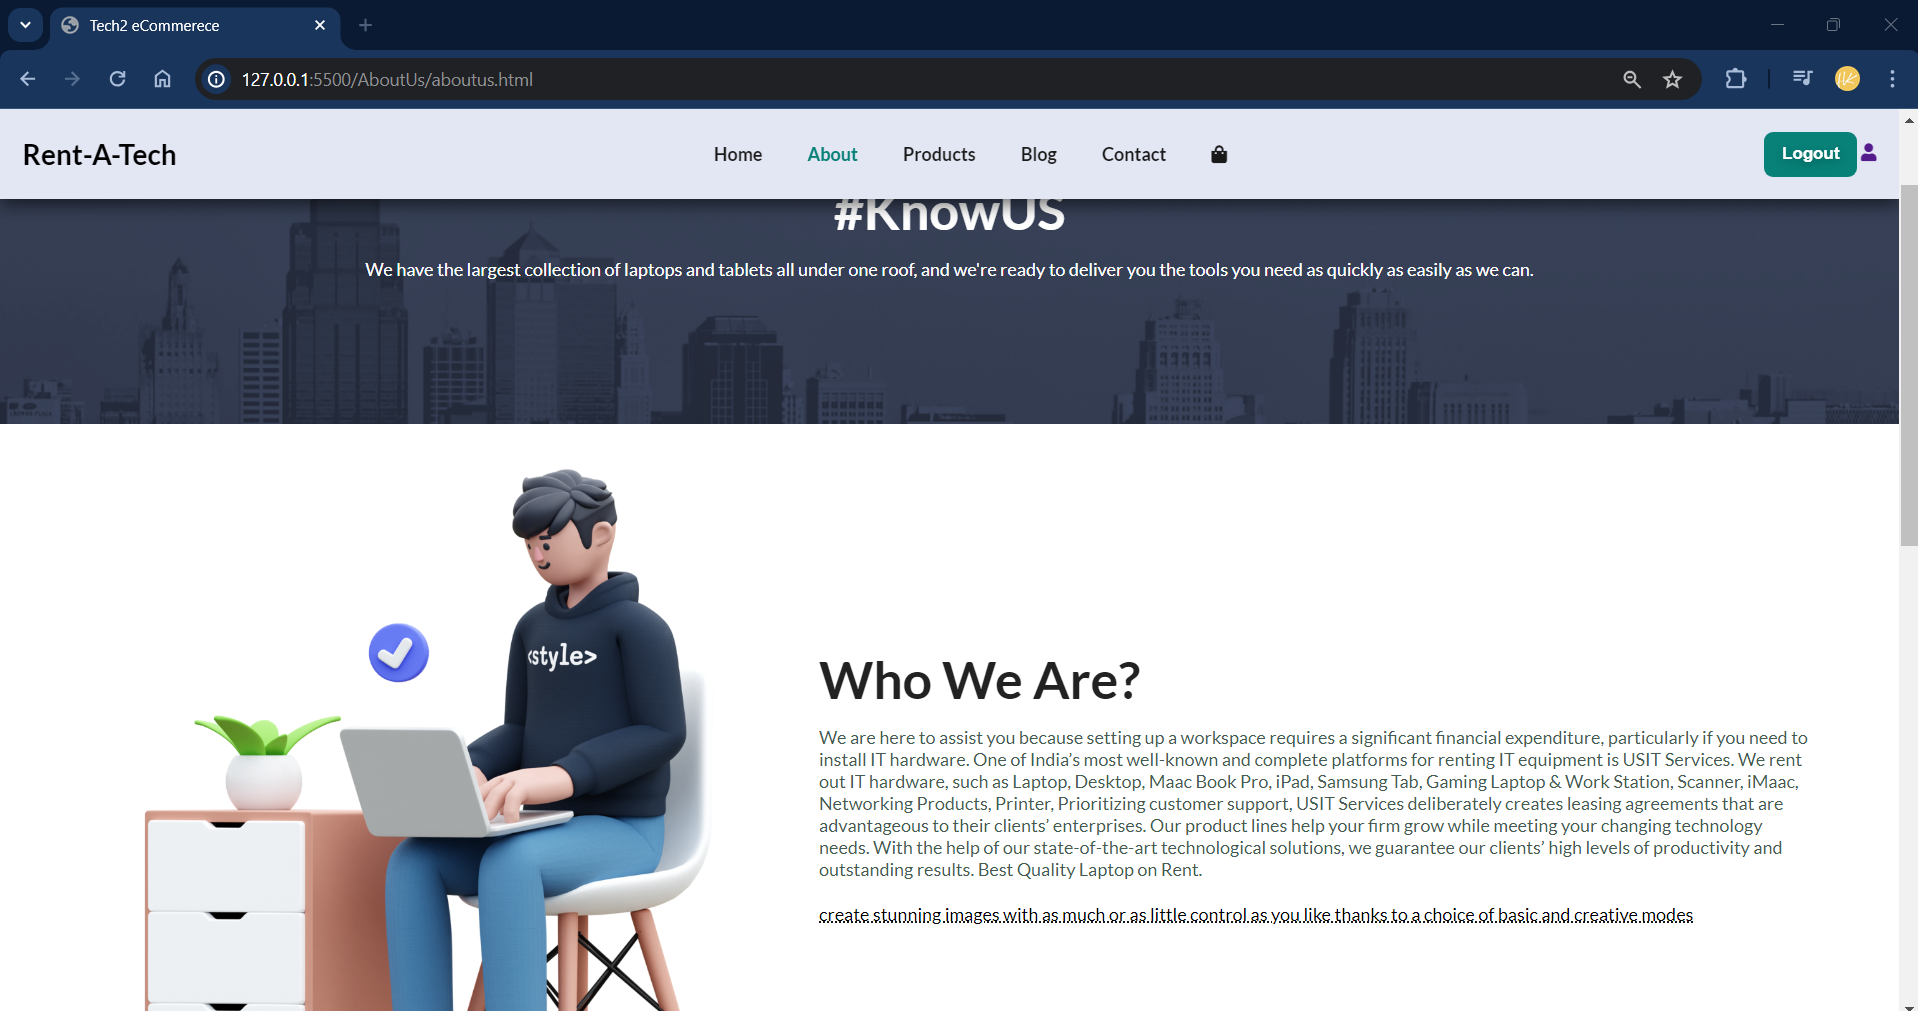 Tech2 eCommerece
127.0.0.1:5500/AboutUs/aboutus.html
Rent-A-Tech
Home About Products Blog Contact
Logout
#KnowUS
We have the largest collection of laptops and tablets all under one roof, and we're ready to deliver you the tools you need as quickly as easily as we can.
<style>
Who We Are?
We are here to assist you because setting up a workspace requires a significant financial expenditure, particularly if you need to
install IT hardware. One of India’s most well-known and complete platforms for renting IT equipment is USIT Services. We rent
out IT hardware, such as Laptop, Desktop, Maac Book Pro, iPad, Samsung Tab, Gaming Laptop & Work Station, Scanner, iMaac,
Networking Products, Printer, Prioritizing customer support, USIT Services deliberately creates leasing agreements that are
advantageous to their clients’ enterprises. Our product lines help your firm grow while meeting your changing technology
needs. With the help of our state-of-the-art technological solutions, we guarantee our clients’ high levels of productivity and
outstanding results. Best Quality Laptop on Rent.
create stunning images with as much or as little control as you like thanks to a choice of basic and creative modes